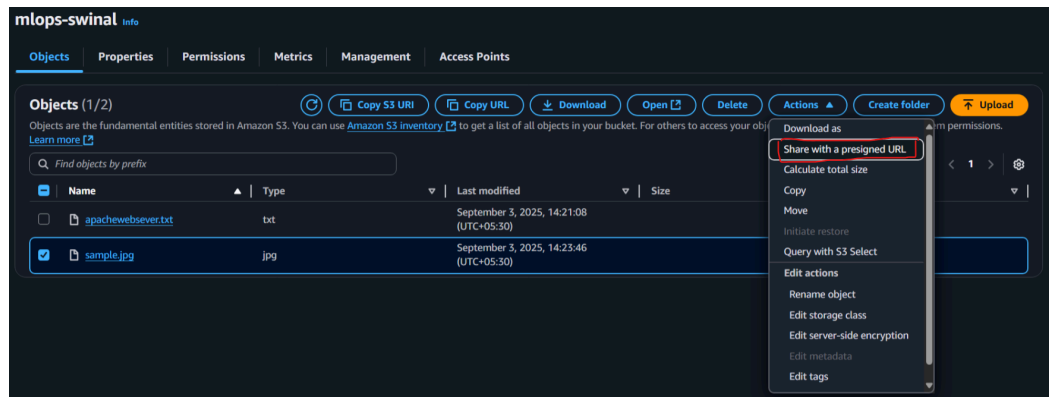 mlops-swinal Info
Objects Properties Permissions Metrics Management Access Points
Objects (1/2)
Copy S3 URI Copy URL Download Open Delete Actions Create folder Upload
Objects are the fundamental entities stored in Amazon S3. You can use Amazon S3 inventory to get a list of all objects in your bucket. For others to access your obj
permissions.
Learn more
Find objects by prefix
1
Name Type Last modified Size
apachewebsever.txt txt September 3, 2025, 14:21:08
(UTC+05:30)
sample.jpg jpg September 3, 2025, 14:23:46
(UTC+05:30)
Download as
Share with a presigned URL
Calculate total size
Copy
Move
Initiate restore
Query with S3 Select
Edit actions
Rename object
Edit storage class
Edit server-side encryption
Edit metadata
Edit tags